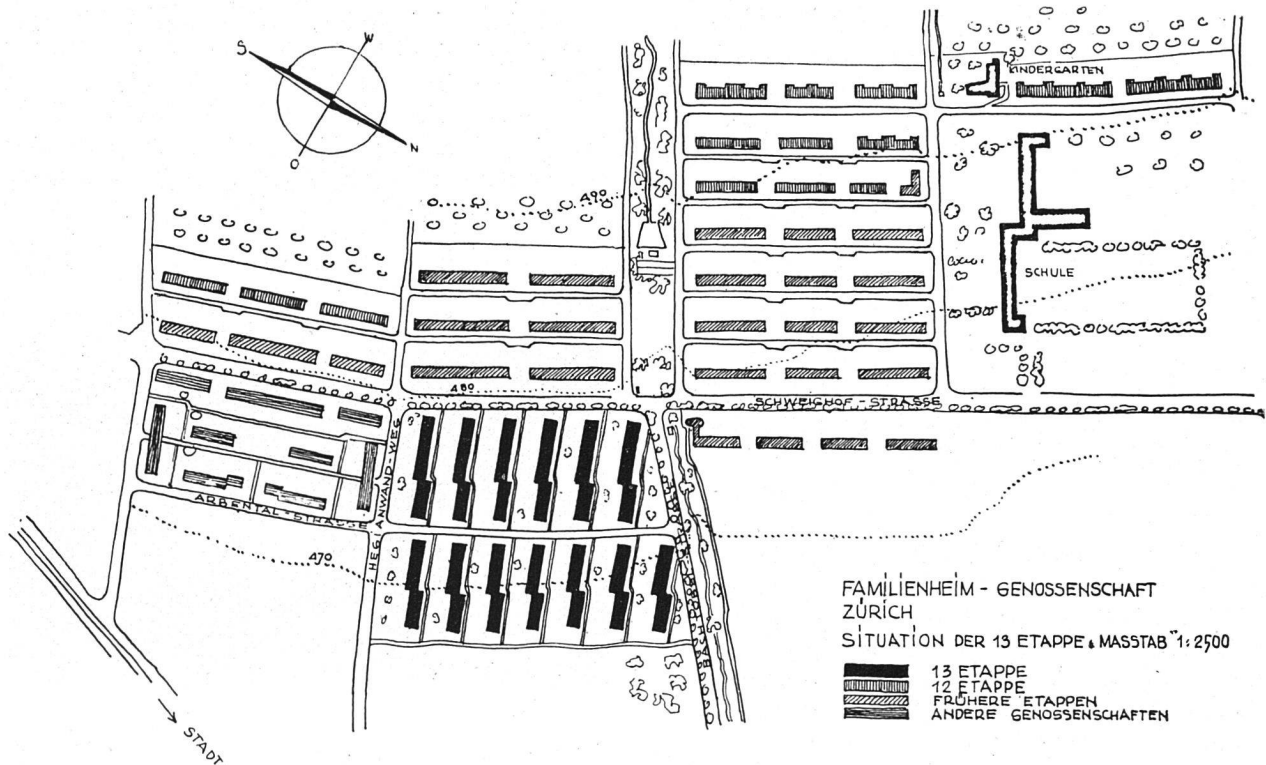 S
W
N
O
KINDERGARTEN
490
SCHULE
480
SCHWEIGHOF - STRASSE
HEGIANWAND-WEG
ARBENTAL-STRASSE
470
STADT
FAMILIENHEIM - GENOSSENSCHAFT
ZÜRICH
SITUATION DER 13 ETAPPE. MASSTAB 1:2500
13 ETAPPE
12 ETAPPE
FRÜHERE ETAPPEN
ANDERE GENOSSENSCHAFTEN